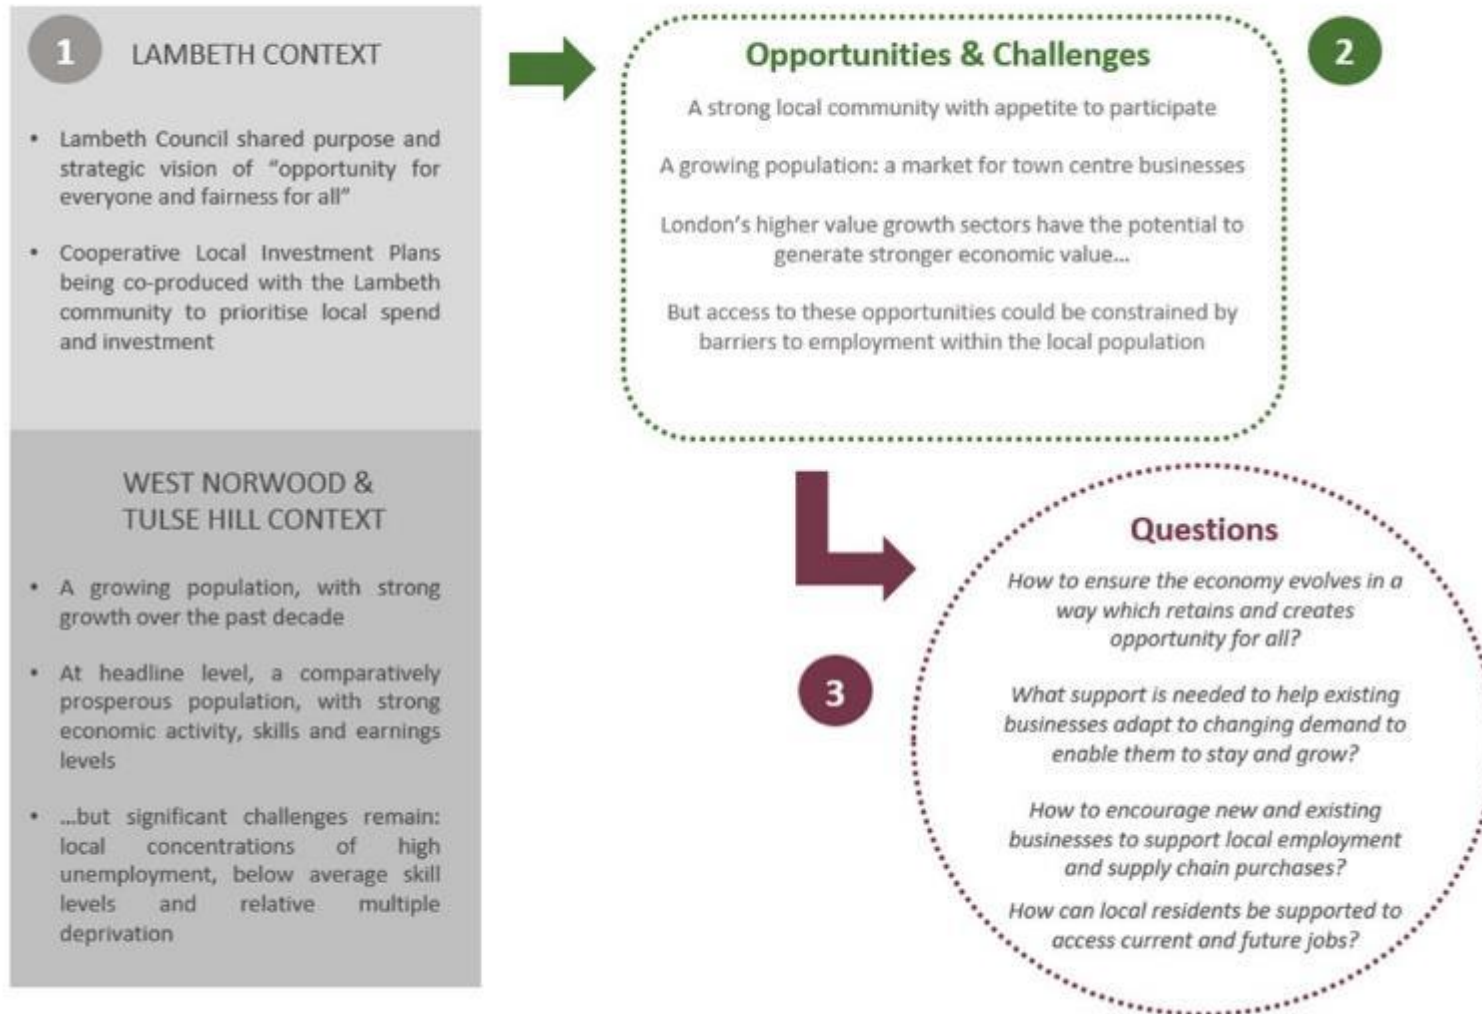 1
LAMBETH CONTEXT
• Lambeth Council shared purpose and
strategic vision of “opportunity for
everyone and fairness for all”
• Cooperative Local Investment Plans
being co-produced with the Lambeth
community to prioritise local spend
and investment
WEST NORWOOD &
TULSE HILL CONTEXT
• A growing population, with strong
growth over the past decade
• At headline level, a comparatively
prosperous population, with strong
economic activity, skills and earnings
levels
• …but significant challenges remain:
local concentrations of high
unemployment, below average skill
levels and relative multiple
deprivation
Opportunities & Challenges
2
A strong local community with appetite to participate
A growing population: a market for town centre businesses
London’s higher value growth sectors have the potential to
generate stronger economic value…
But access to these opportunities could be constrained by
barriers to employment within the local population
3
Questions
How to ensure the economy evolves in a
way which retains and creates
opportunity for all?
What support is needed to help existing
businesses adapt to changing demand to
enable them to stay and grow?
How to encourage new and existing
businesses to support local employment
and supply chain purchases?
How can local residents be supported to
access current and future jobs?